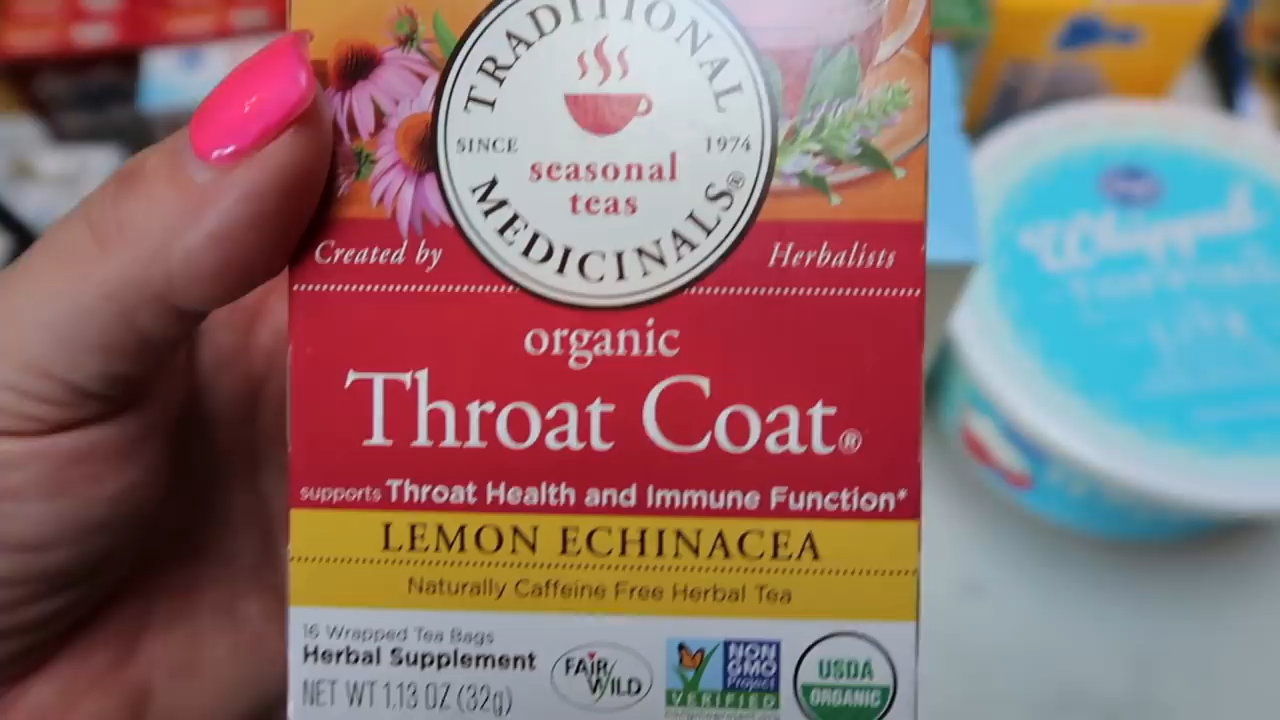 TRADITIONAL
SINCE 1974
seasonal
teas
MEDICINALS®
Created by Herbalists
organic
Throat Coat®
supports Throat Health and Immune Function*
LEMON ECHINACEA
Naturally Caffeine Free Herbal Tea
16 Wrapped Tea Bags
Herbal Supplement
NET WT 1.13 OZ (32g)
FAIR
WILD
NON
GMO
Project
VERIFIED
USDA
ORGANIC
Whipped